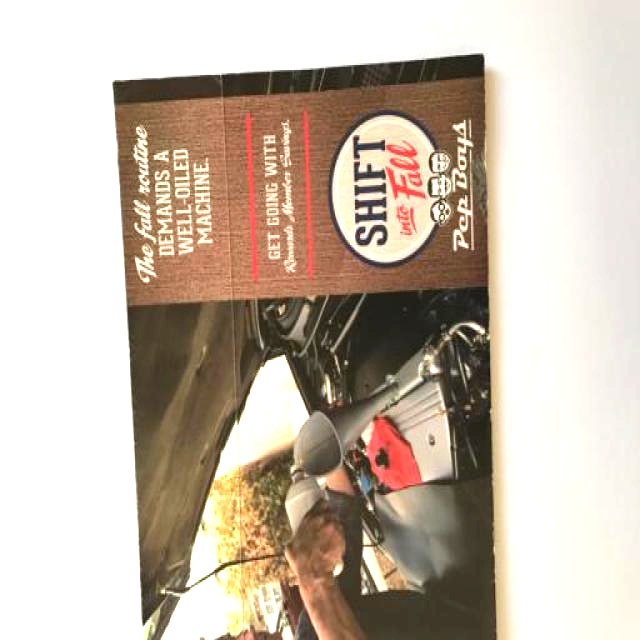 The fall routine
DEMANDS A
WELL-OILED
MACHINE.
GET GOING WITH
Rewards Member Savings.
SHIFT
into Fall
Pep Boys